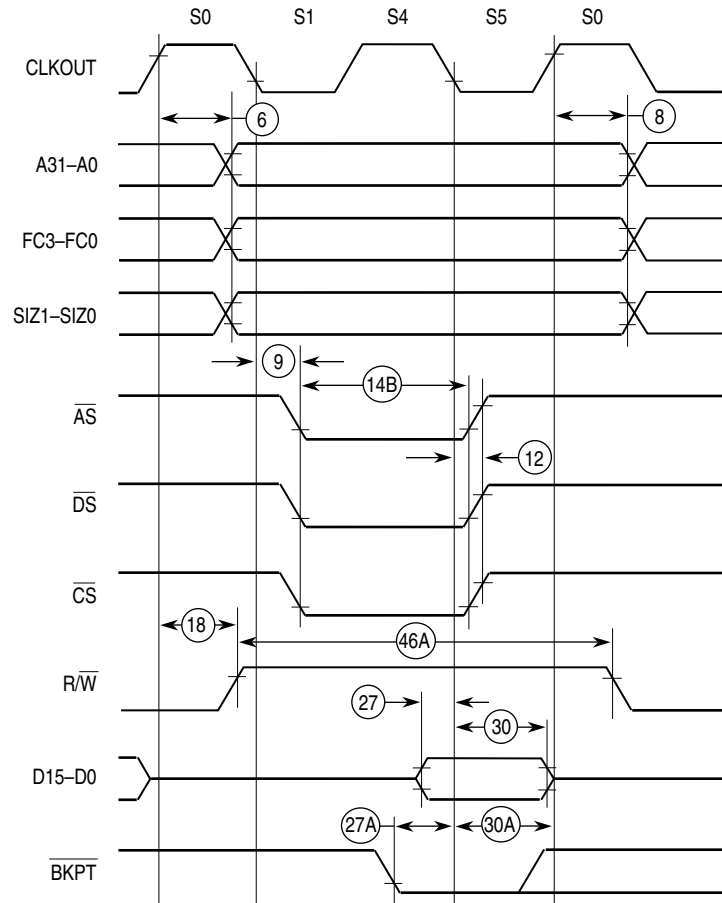 S0 S1 S4 S5 S0
CLKOUT
6 8
A31–A0
FC3–FC0
SIZ1–SIZ0
9
14B
AS
12
DS
CS
18
46A
R/W
27
30
D15–D0
27A 30A
BKPT